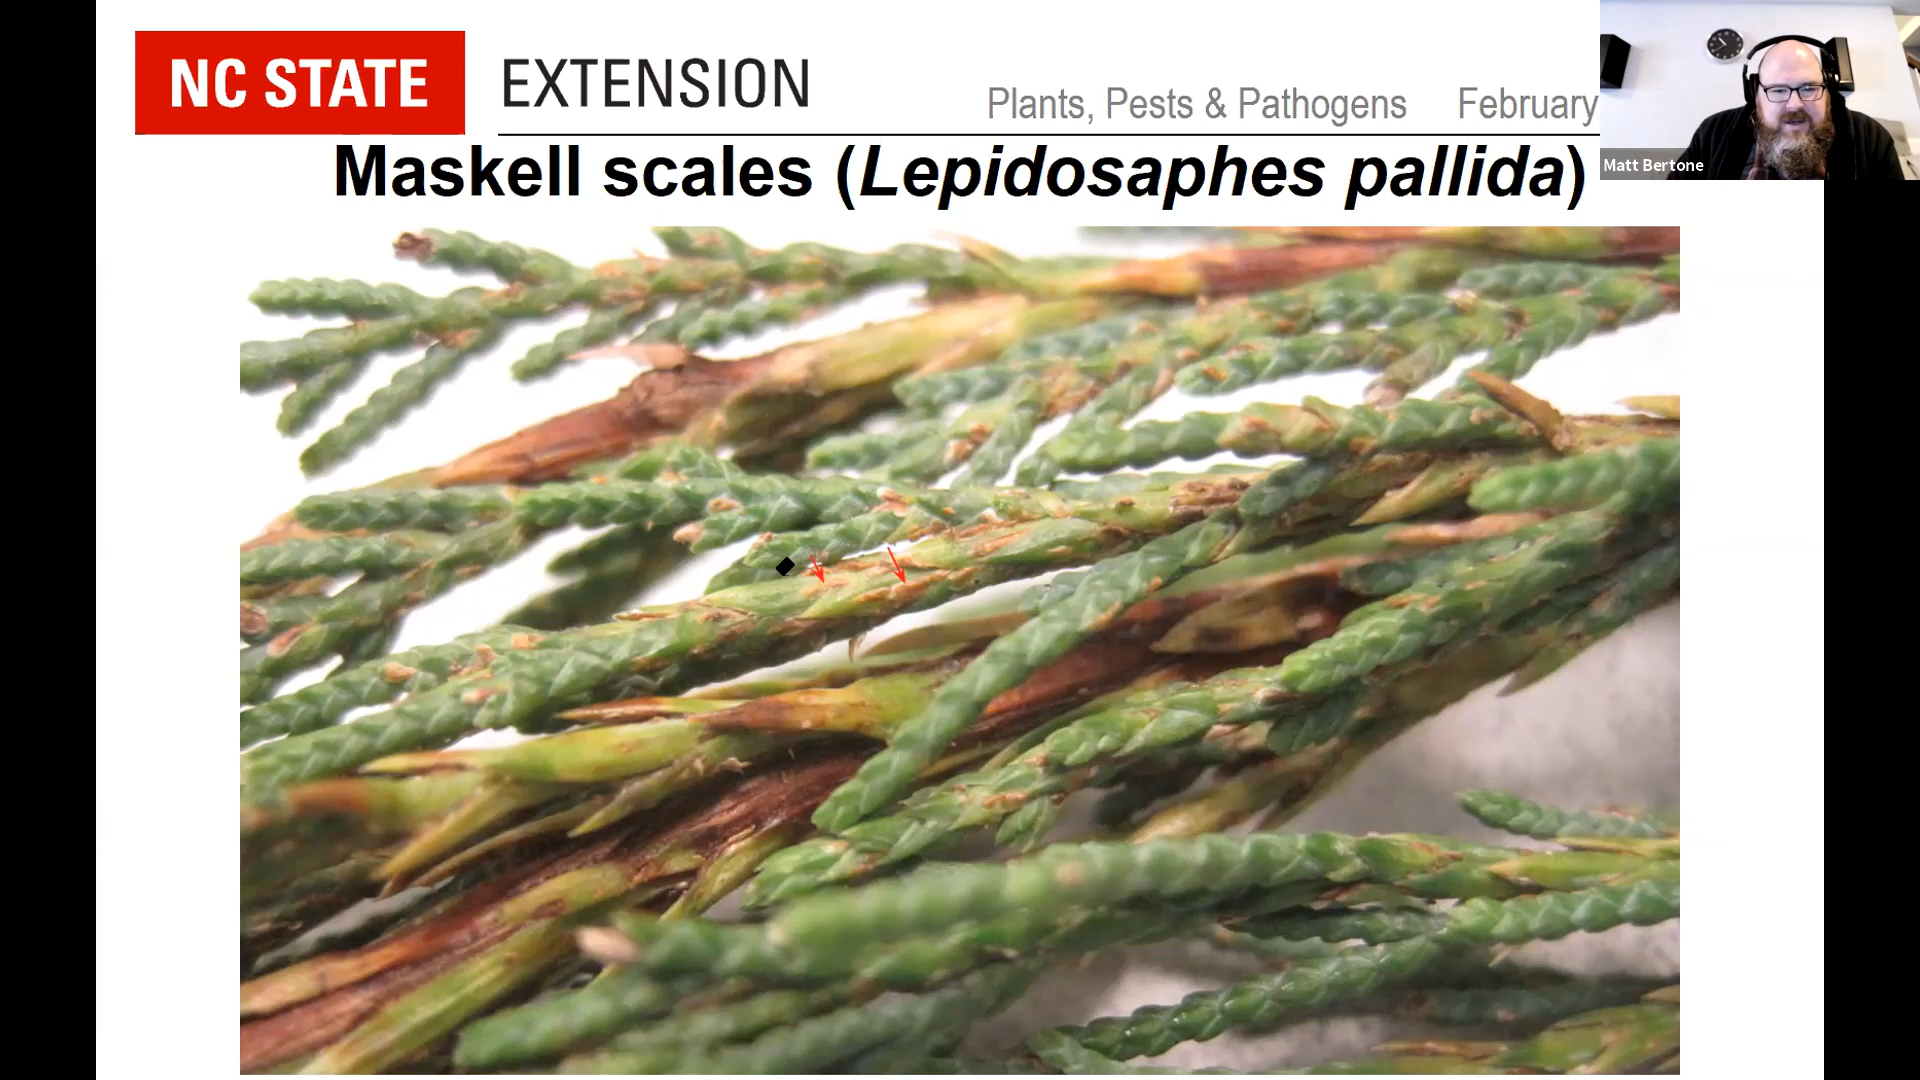 NC STATE EXTENSION
Plants, Pests & Pathogens February
Matt Bertone
Maskell scales (Lepidosaphes pallida)